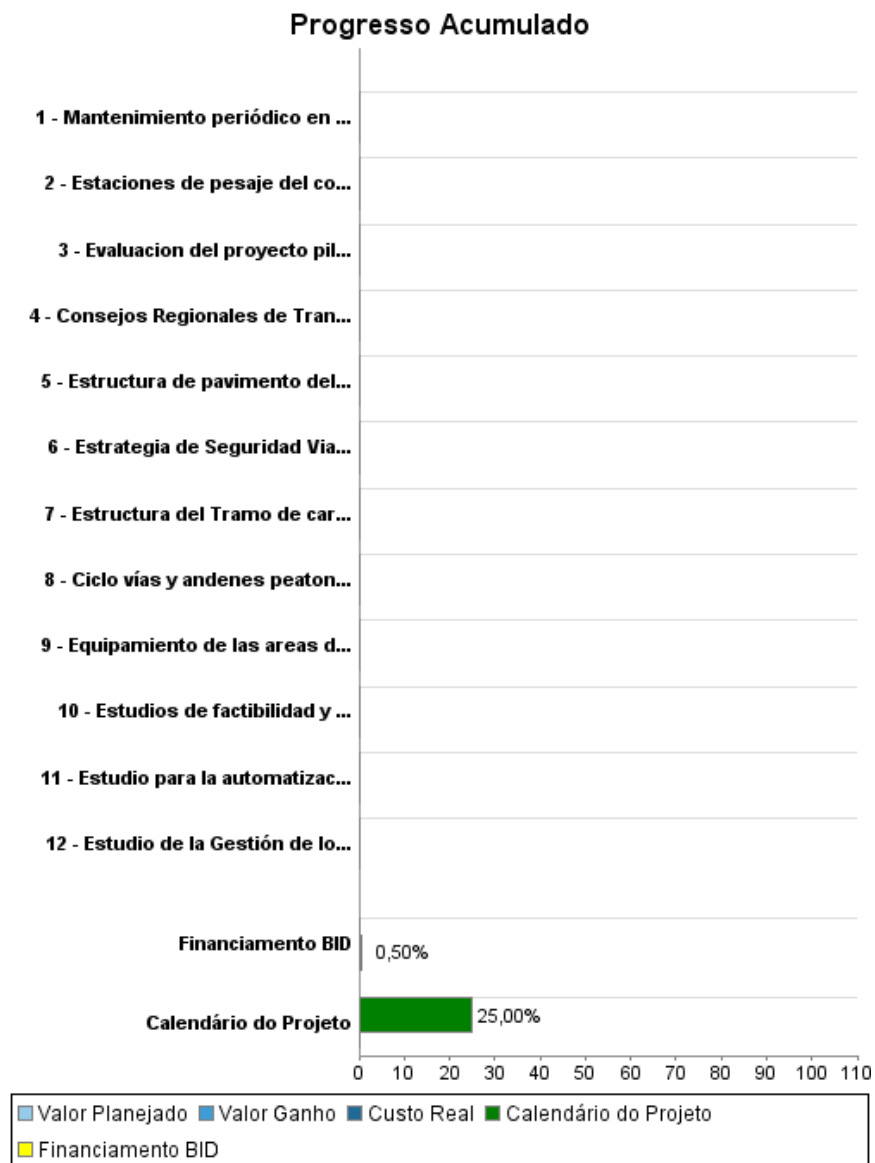 Progresso Acumulado
1 - Mantenimiento periódico en ...
2 - Estaciones de pesaje del co...
3 - Evaluacion del proyecto pil...
4 - Consejos Regionales de Tran...
5 - Estructura de pavimento del...
6 - Estrategia de Seguridad Via...
7 - Estructura del Tramo de car...
8 - Ciclo vías y andenes peaton...
9 - Equipamiento de las areas d...
10 - Estudios de factibilidad y ...
11 - Estudio para la automatizac...
12 - Estudio de la Gestión de lo...
Financiamento BID 0,50%
Calendário do Projeto 25,00%
0 10 20 30 40 50 60 70 80 90 100 110
Valor Planejado Valor Ganho Custo Real Calendário do Projeto
Financiamento BID